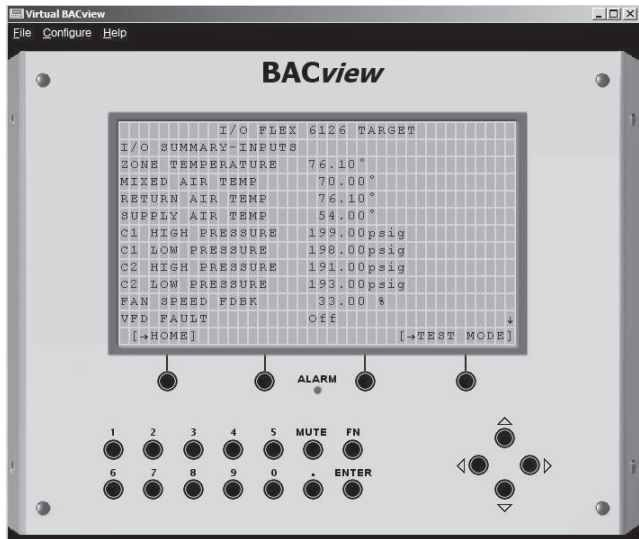 Virtual BACview
File Configure Help
BACview
I/O FLEX 6126 TARGET
I/O SUMMARY-INPUTS
ZONE TEMPERATURE 76.10°
MIXED AIR TEMP 70.00°
RETURN AIR TEMP 76.10°
SUPPLY AIR TEMP 54.00°
C1 HIGH PRESSURE 199.00psig
C1 LOW PRESSURE 198.00psig
C2 HIGH PRESSURE 191.00psig
C2 LOW PRESSURE 193.00psig
FAN SPEED FDBK 33.00 %
VFD FAULT Off ↓
[→HOME] [→TEST MODE]
ALARM
1 2 3 4 5 MUTE FN
6 7 8 9 0 . ENTER